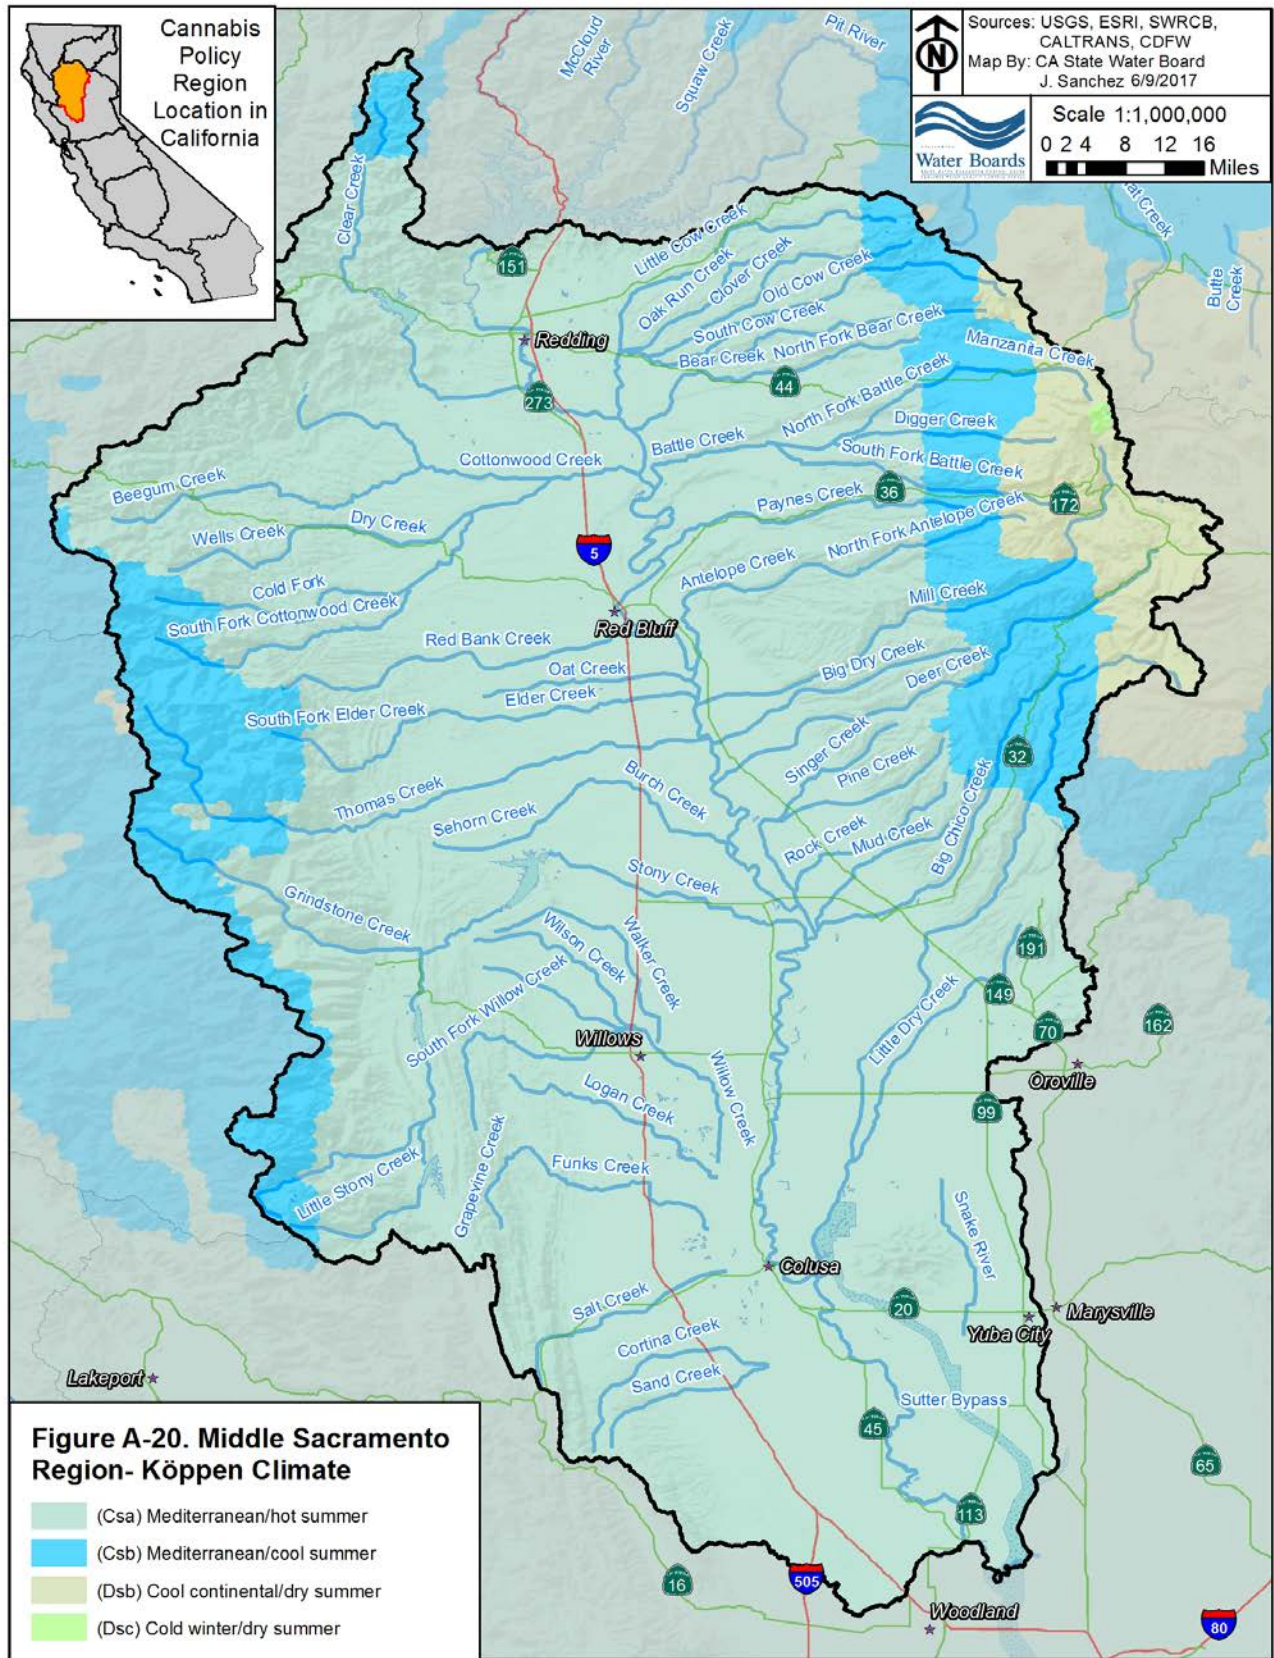 Cannabis
Policy
Region
Location in
California
Sources: USGS, ESRI, SWRCB,
CALTRANS, CDFW
Map By: CA State Water Board
J. Sanchez 6/9/2017
N
Water Boards
Scale 1:1,000,000
0 2 4 8 12 16
Miles
McCloud
River
Squaw Creek
Pit River
Butte
Creek
Clear Creek
151
Little Cow Creek
Oak Run Creek
Clover Creek
Old Cow Creek
South Cow Creek
Redding
Bear Creek
North Fork Bear Creek
Manzanita Creek
44
273
North Fork Battle Creek
Digger Creek
Battle Creek
South Fork Battle Creek
Cottonwood Creek
Beegum Creek
Paynes Creek
36
172
Dry Creek
Wells Creek
North Fork Antelope Creek
5
Antelope Creek
Cold Fork
South Fork Cottonwood Creek
Mill Creek
Red Bluff
Red Bank Creek
Oat Creek
Big Dry Creek
Deer Creek
Elder Creek
South Fork Elder Creek
Singer Creek
32
Pine Creek
Burch Creek
Thomas Creek
Sehorn Creek
Rock Creek
Mud Creek
Big Chico Creek
Stony Creek
Grindstone Creek
Wilson Creek
Walker Creek
191
South Fork Willow Creek
149
Little Dry Creek
70
162
Willows
Oroville
Willow Creek
Logan Creek
99
Grapevine Creek
Funks Creek
Little Stony Creek
Snake River
Colusa
Salt Creek
20
Marysville
Yuba City
Cortina Creek
Sand Creek
Lakeport
Sutter Bypass
45
65
113
16
505
Woodland
80
Figure A-20. Middle Sacramento
Region- Köppen Climate
(Csa) Mediterranean/hot summer
(Csb) Mediterranean/cool summer
(Dsb) Cool continental/dry summer
(Dsc) Cold winter/dry summer